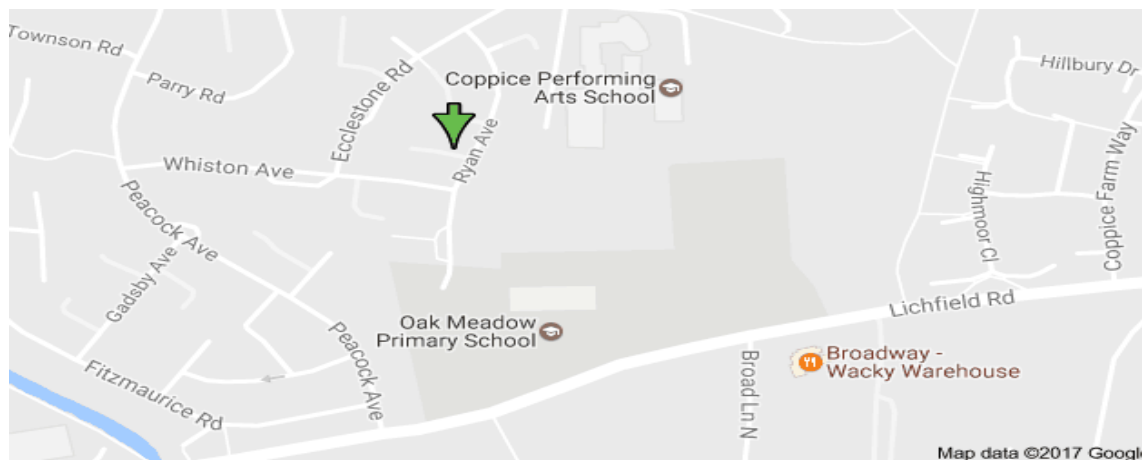 Townson Rd
Parry Rd
Ecclestone Rd
Coppice Performing
Arts School
Hillbury Dr
Whiston Ave
Ryan Ave
Peacock Ave
Gadsby Ave
Highmoor Cl
Coppice Farm Way
Lichfield Rd
Oak Meadow
Primary School
Peacock Ave
Fitzmaurice Rd
Broad Ln N
Broadway -
Wacky Warehouse
Map data ©2017 Google